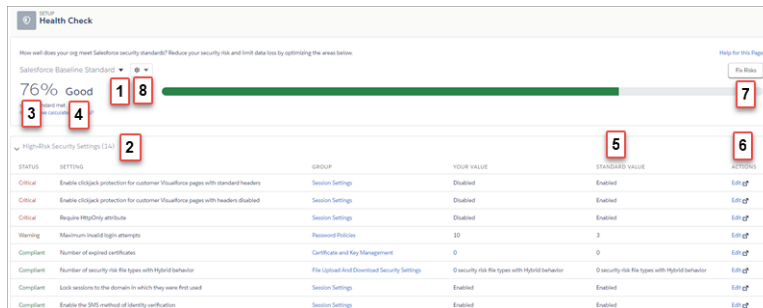 SETUP
Health Check
How well does your org meet Salesforce security standards? Reduce your security risk and limit data loss by optimizing the areas below.
Help for this Page
Salesforce Baseline Standard
1
8
Fix Risks
76% Good
7
3
4
High-Risk Security Settings (14)
2
5
6
STATUS SETTING GROUP YOUR VALUE STANDARD VALUE ACTIONS
Critical Enable clickjack protection for customer Visualforce pages with standard headers Session Settings Disabled Enabled Edit
Critical Enable clickjack protection for customer Visualforce pages with headers disabled Session Settings Disabled Enabled Edit
Critical Require HttpOnly attribute Session Settings Disabled Enabled Edit
Warning Maximum invalid login attempts Password Policies 10 3 Edit
Compliant Number of expired certificates Certificate and Key Management 0 0 Edit
Compliant Number of security risk file types with Hybrid behavior File Upload And Download Security Settings 0 security risk file types with Hybrid behavior 0 security risk file types with Hybrid behavior Edit
Compliant Lock sessions to the domain in which they were first used Session Settings Enabled Enabled Edit
Compliant Enable the SMS method of identity verification Session Settings Enabled Enabled Edit